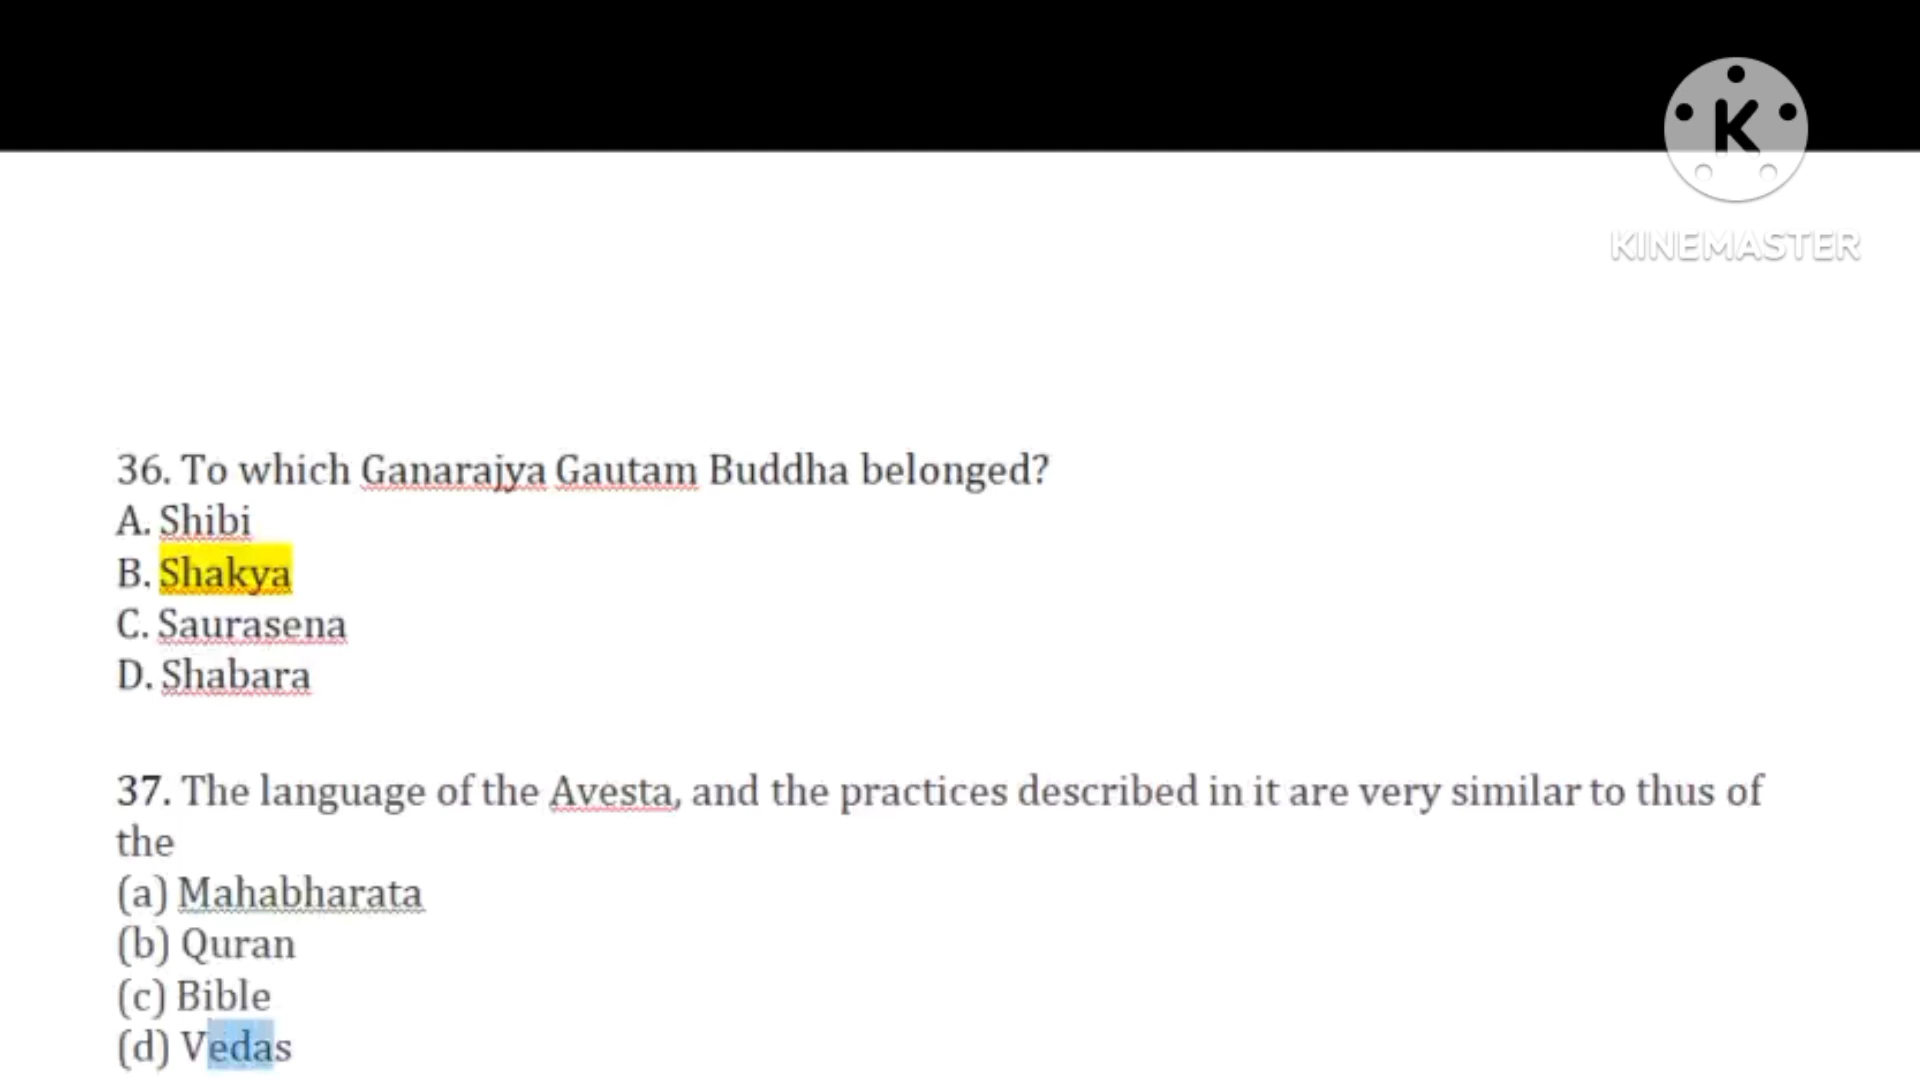 K
KINEMASTER
36. To which Ganarajya Gautam Buddha belonged?
A. Shibi
B. Shakya
C. Saurasena
D. Shabara
37. The language of the Avesta, and the practices described in it are very similar to thus of
the
(a) Mahabharata
(b) Quran
(c) Bible
(d) Vedas